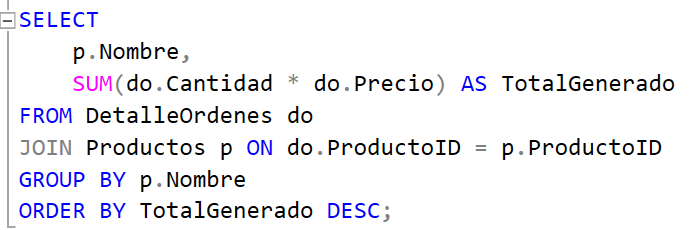 SELECT
    p.Nombre,
    SUM(do.Cantidad * do.Precio) AS TotalGenerado
FROM DetalleOrdenes do
JOIN Productos p ON do.ProductoID = p.ProductoID
GROUP BY p.Nombre
ORDER BY TotalGenerado DESC;